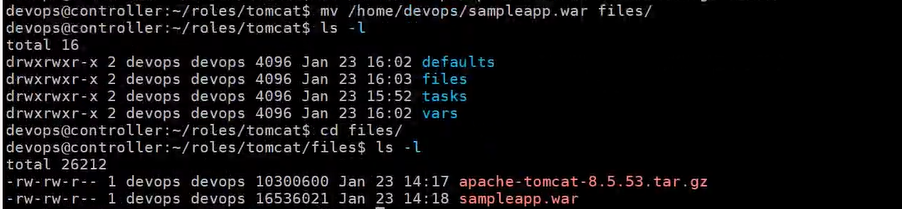 devops@controller:~/roles/tomcat$ mv /home/devops/sampleapp.war files/
devops@controller:~/roles/tomcat$ ls -l
total 16
drwxrwxr-x 2 devops devops 4096 Jan 23 16:02 defaults
drwxrwxr-x 2 devops devops 4096 Jan 23 16:03 files
drwxrwxr-x 2 devops devops 4096 Jan 23 15:52 tasks
drwxrwxr-x 2 devops devops 4096 Jan 23 16:02 vars
devops@controller:~/roles/tomcat$ cd files/
devops@controller:~/roles/tomcat/files$ ls -l
total 26212
-rw-rw-r-- 1 devops devops 10300600 Jan 23 14:17 apache-tomcat-8.5.53.tar.gz
-rw-rw-r-- 1 devops devops 16536021 Jan 23 14:18 sampleapp.war